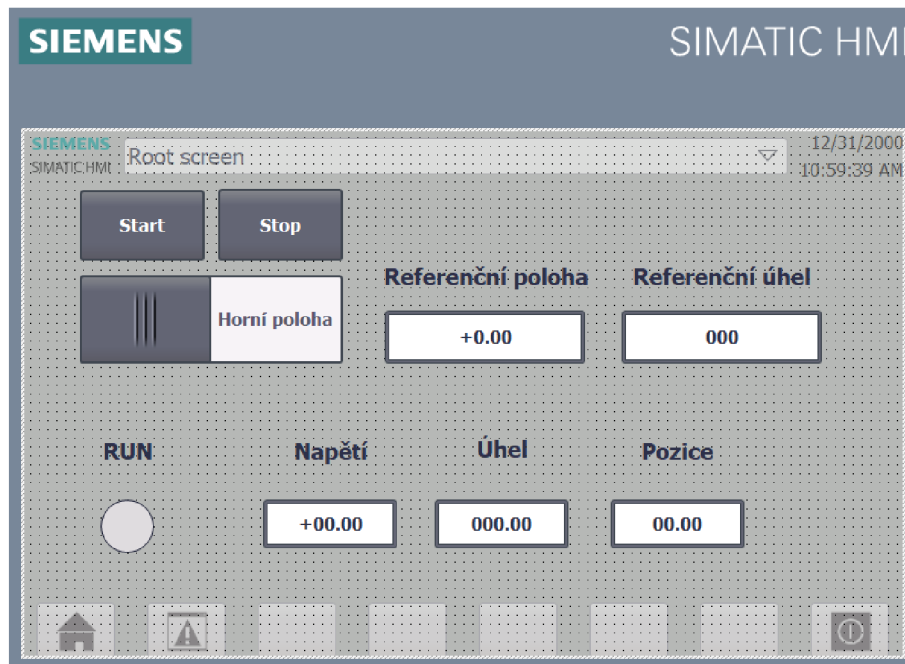 SIEMENS
SIMATIC HMI
SIEMENS
SIMATIC HMI
Root screen
12/31/2000
10:59:39 AM
Start
Stop
Horní poloha
Referenční poloha
Referenční úhel
+0.00
000
RUN
Napětí
Úhel
Pozice
+00.00
000.00
00.00